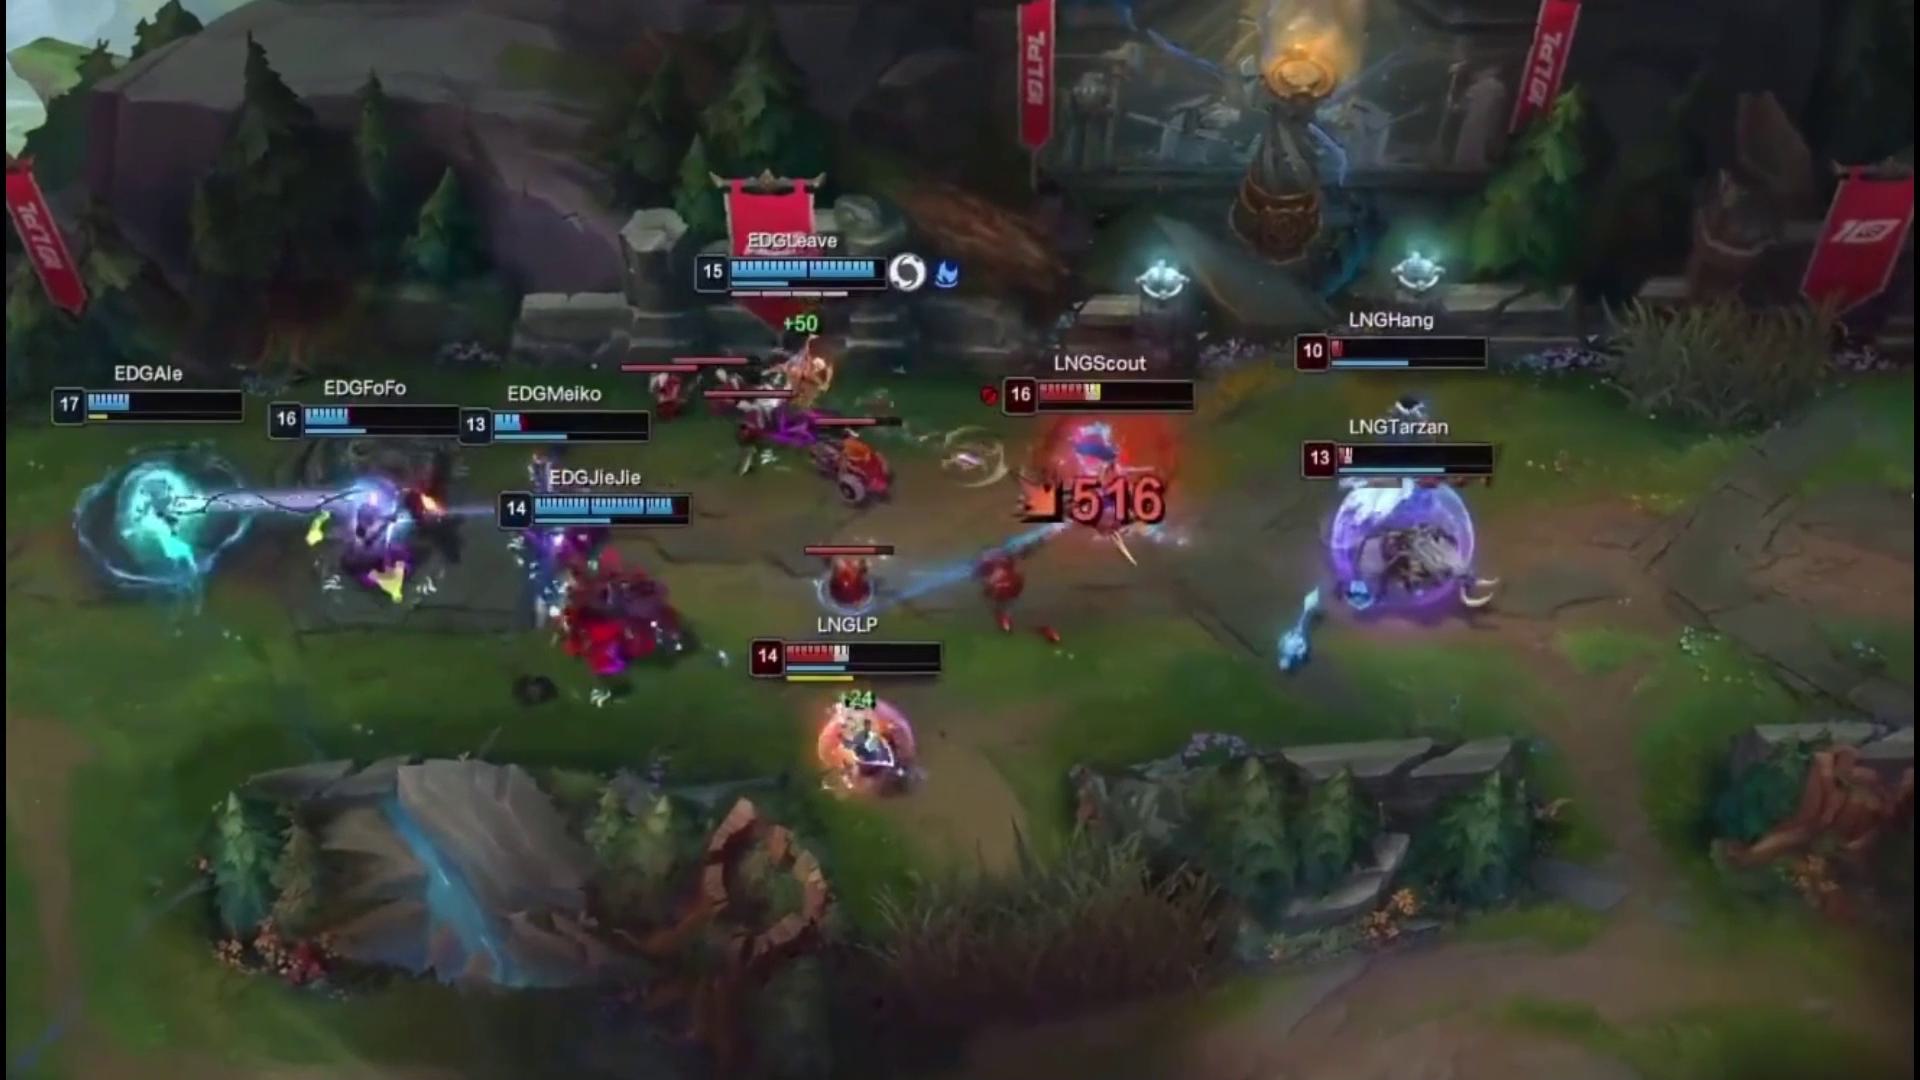 EDGLeave
15
+50
LNGHang
10
LNGScout
16
EDGAle
17
EDGFoFo
16
EDGMeiko
13
LNGTarzan
13
EDGJieJie
14
516
LNGLP
14
+24